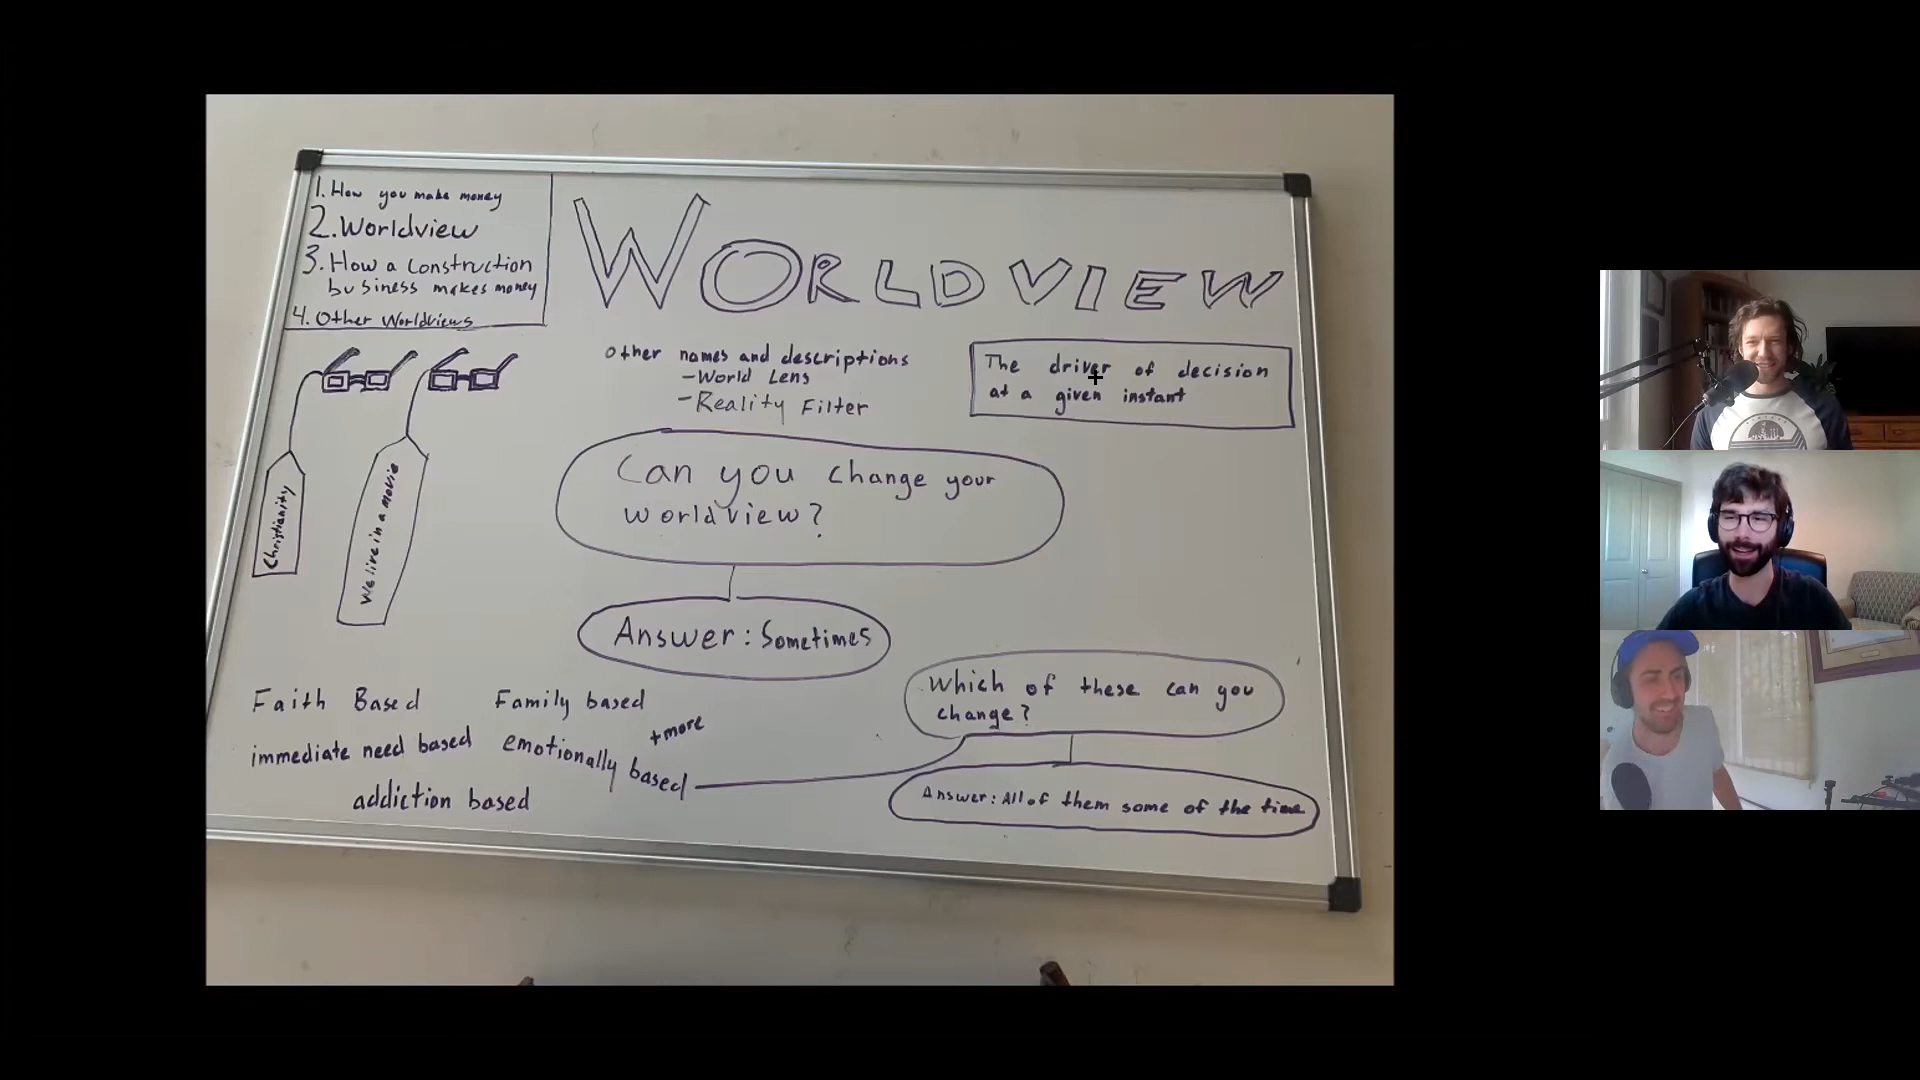 1. How you make money
2. Worldview
3. How a construction
business makes money
4. Other Worldviews
WORLDVIEW
Other names and descriptions
- World Lens
- Reality Filter
The driver of decision
at a given instant
Christianity
We live in a movie
Can you change your
worldview?
Answer: Sometimes
Faith Based
Family based
+more
immediate need based
emotionally based
addiction based
Which of these can you
change?
Answer: All of them some of the time